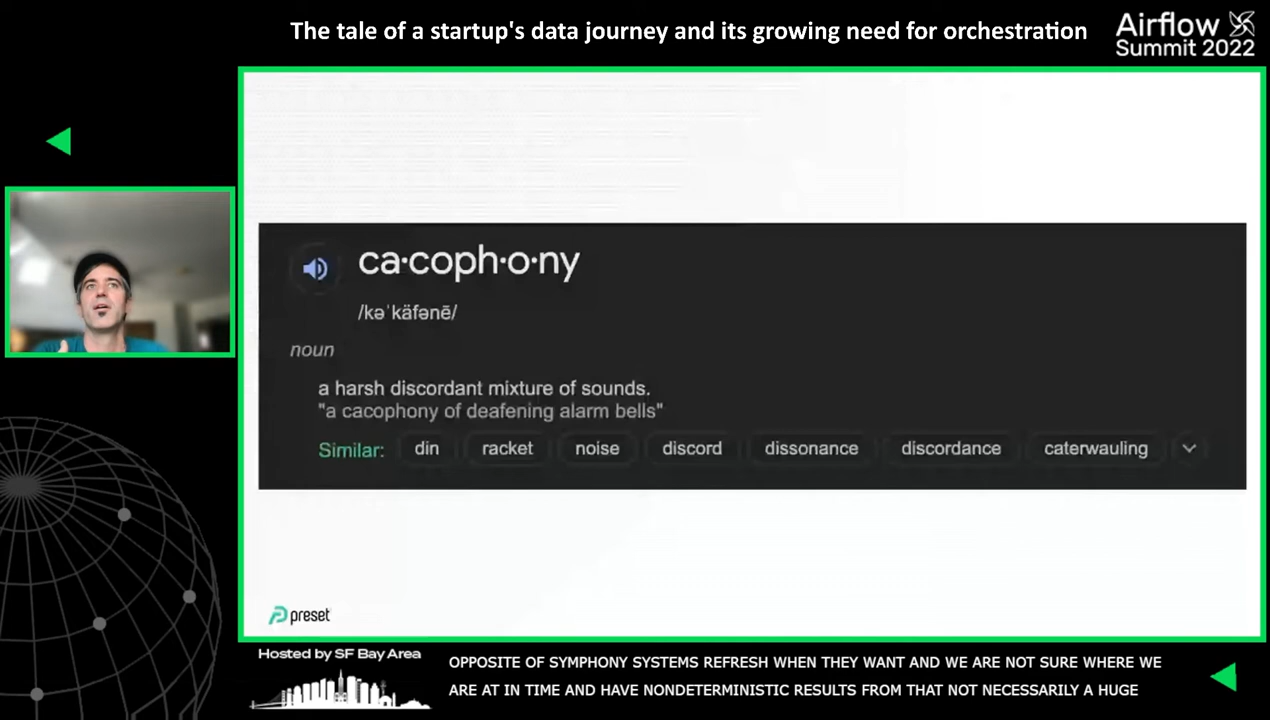 The tale of a startup's data journey and its growing need for orchestration
Airflow
Summit 2022
ca·coph·o·ny
/kəˈkäfənē/
noun
a harsh discordant mixture of sounds.
"a cacophony of deafening alarm bells"
Similar: din racket noise discord dissonance discordance caterwauling
preset
Hosted by SF Bay Area
OPPOSITE OF SYMPHONY SYSTEMS REFRESH WHEN THEY WANT AND WE ARE NOT SURE WHERE WE
ARE AT IN TIME AND HAVE NONDETERMINISTIC RESULTS FROM THAT NOT NECESSARILY A HUGE